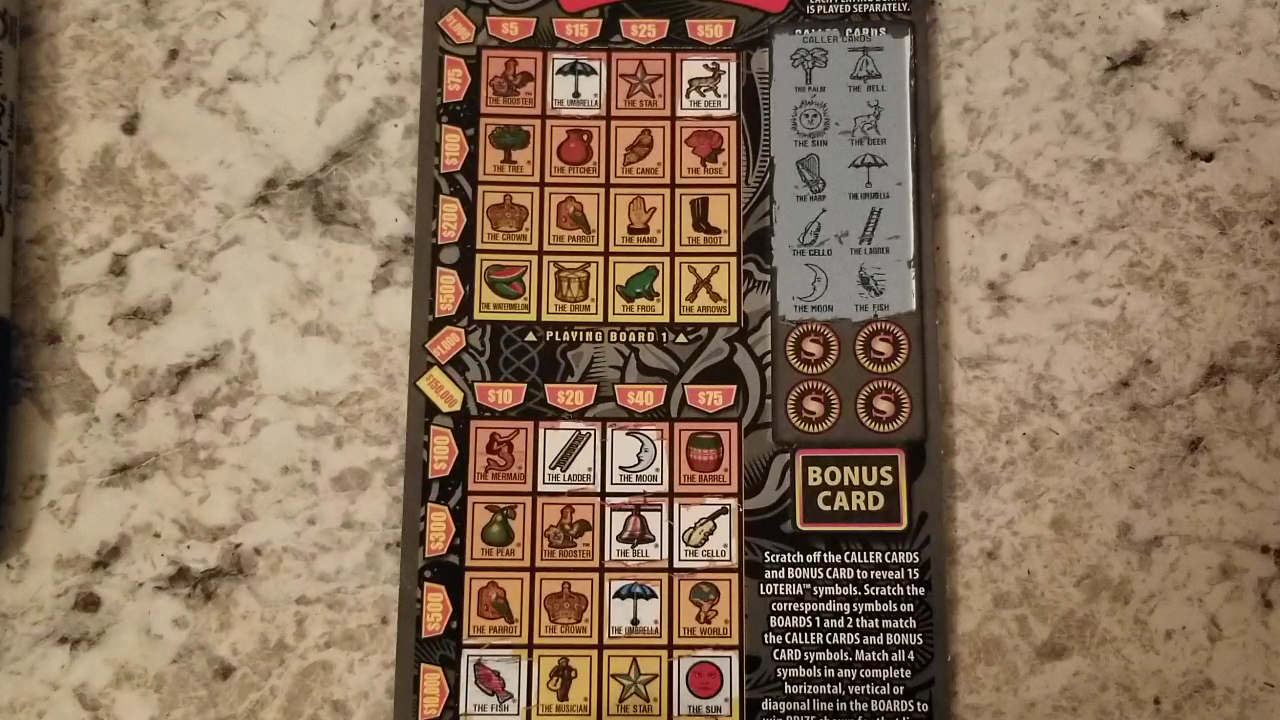 IS PLAYED SEPARATELY.
$1,000 $5 $15 $25 $50
CALLER CARDS
$75
THE ROOSTER THE UMBRELLA THE STAR THE DEER
$100
THE TREE THE PITCHER THE CANOE THE ROSE
$200
THE CROWN THE PARROT THE HAND THE BOOT
$500
THE WATERMELON THE DRUM THE FROG THE ARROWS
$1,000
PLAYING BOARD 1
THE PALM THE BELL
THE SUN THE DEER
THE HARP THE UMBRELLA
THE CELLO THE LADDER
THE MOON THE FISH
S S
S S
$150,000 $10 $20 $40 $75
$100
THE MERMAID THE LADDER THE MOON THE BARREL
$300
THE PEAR THE ROOSTER THE BELL THE CELLO
$500
THE PARROT THE CROWN THE UMBRELLA THE WORLD
$10,000
THE FISH THE MUSICIAN THE STAR THE SUN
BONUS
CARD
Scratch off the CALLER CARDS
and BONUS CARD to reveal 15
LOTERIA™ symbols. Scratch the
corresponding symbols on
BOARDS 1 and 2 that match
the CALLER CARDS and BONUS
CARD symbols. Match all 4
symbols in any complete
horizontal, vertical or
diagonal line in the BOARDS to